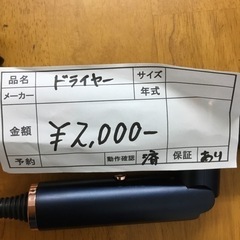 品名 ドライヤー サイズ
メーカー 年式
金額 ¥2,000-
予約 動作確認 済 保証 あり